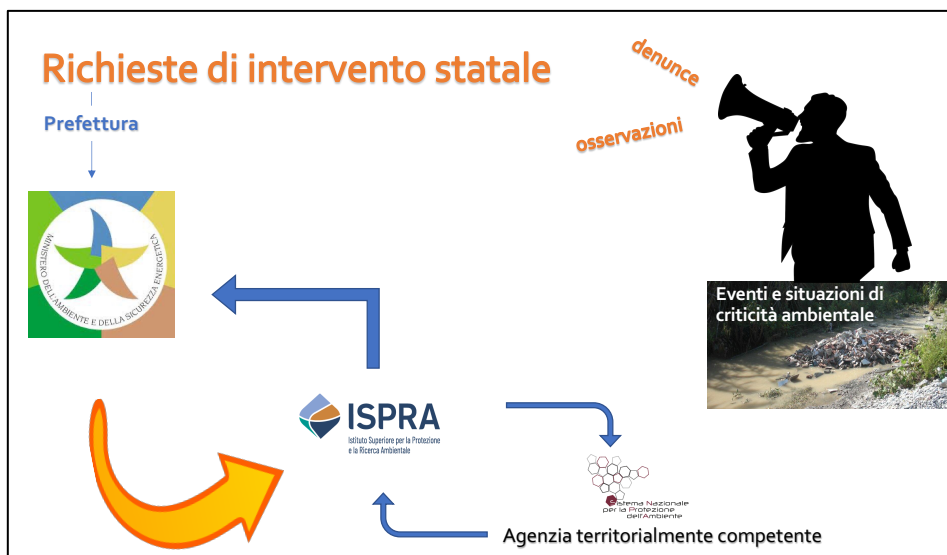 Richieste di intervento statale
denunce
osservazioni
Prefettura
MINISTERO DELL'AMBIENTE E DELLA SICUREZZA ENERGETICA
Eventi e situazioni di
criticità ambientale
ISPRA
Istituto Superiore per la Protezione
e la Ricerca Ambientale
Sistema Nazionale
per la Protezione
dell'Ambiente
Agenzia territorialmente competente